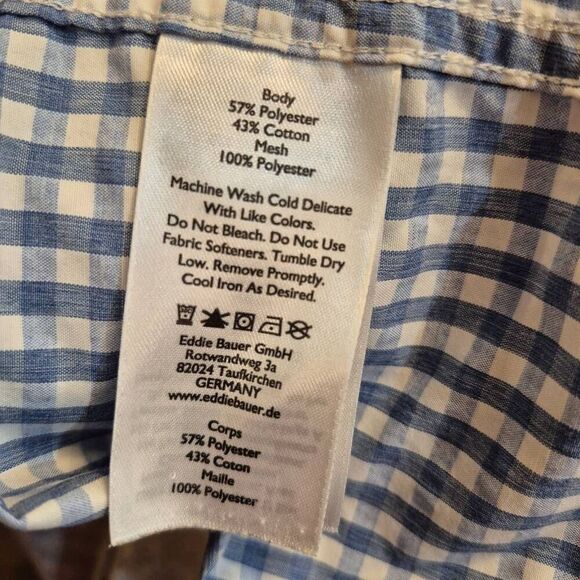 Body
57% Polyester
43% Cotton
Mesh
100% Polyester
Machine Wash Cold Delicate
With Like Colors.
Do Not Bleach. Do Not Use
Fabric Softeners. Tumble Dry
Low. Remove Promptly.
Cool Iron As Desired.
Eddie Bauer GmbH
Rotwandweg 3a
82024 Taufkirchen
GERMANY
www.eddiebauer.de
Corps
57% Polyester
43% Coton
Maille
100% Polyester